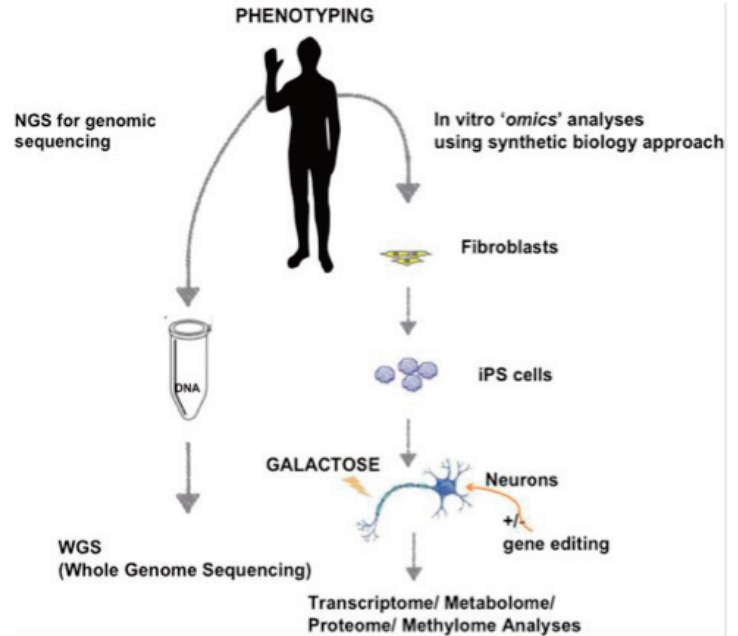 PHENOTYPING
NGS for genomic
sequencing
In vitro ‘omics’ analyses
using synthetic biology approach
Fibroblasts
DNA
iPS cells
GALACTOSE
Neurons
+/-
gene editing
WGS
(Whole Genome Sequencing)
Transcriptome/ Metabolome/
Proteome/ Methylome Analyses